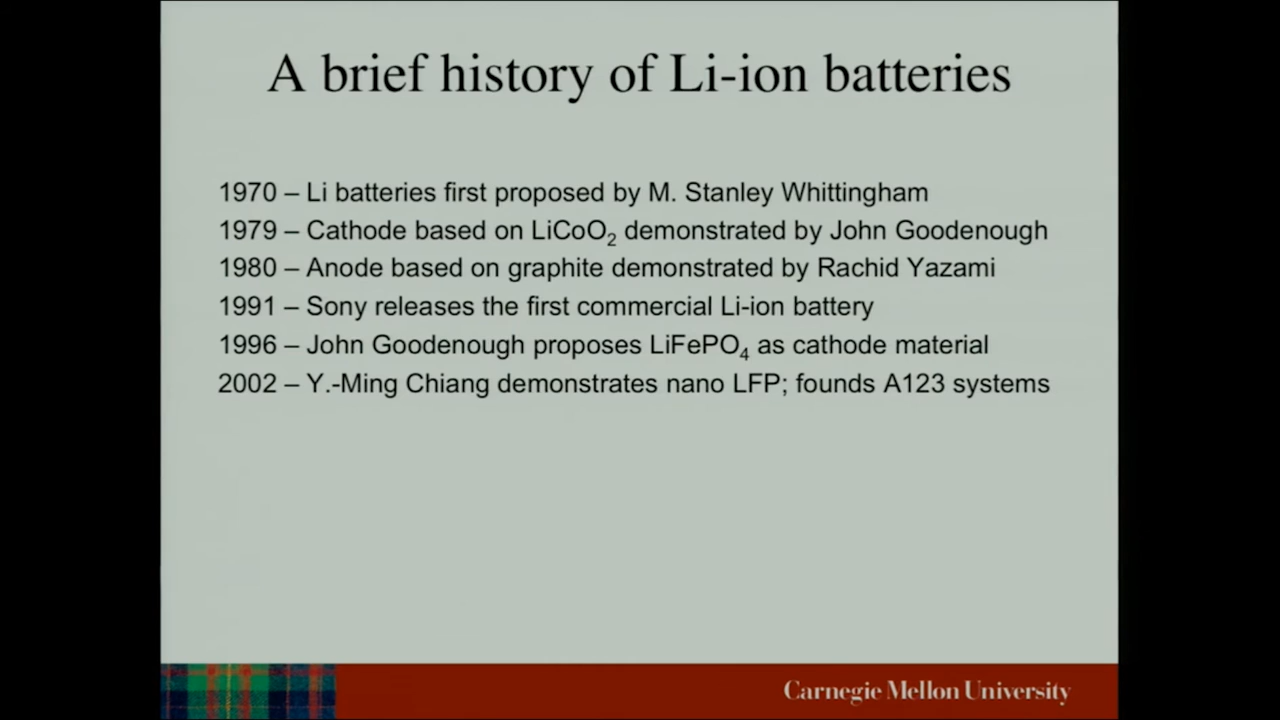 A brief history of Li-ion batteries
1970 – Li batteries first proposed by M. Stanley Whittingham
1979 – Cathode based on LiCoO₂ demonstrated by John Goodenough
1980 – Anode based on graphite demonstrated by Rachid Yazami
1991 – Sony releases the first commercial Li-ion battery
1996 – John Goodenough proposes LiFePO₄ as cathode material
2002 – Y.-Ming Chiang demonstrates nano LFP; founds A123 systems
Carnegie Mellon University